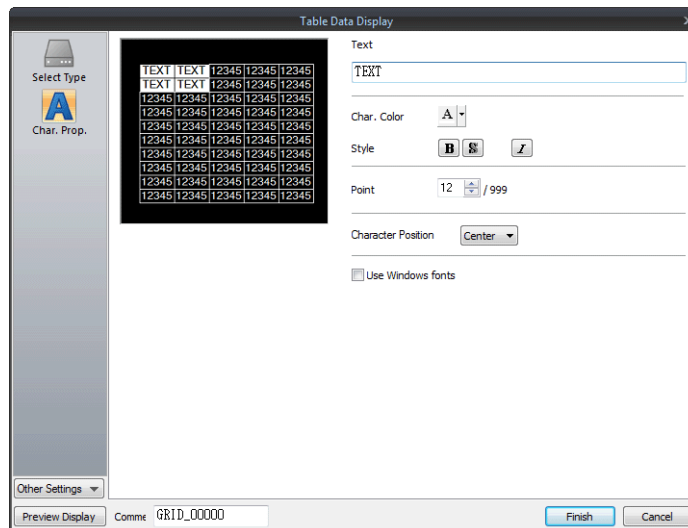 Table Data Display
Select Type
Char. Prop.
TEXT TEXT 12345 12345 12345
TEXT TEXT 12345 12345 12345
12345 12345 12345 12345 12345
12345 12345 12345 12345 12345
12345 12345 12345 12345 12345
12345 12345 12345 12345 12345
12345 12345 12345 12345 12345
12345 12345 12345 12345 12345
12345 12345 12345 12345 12345
12345 12345 12345 12345 12345
Text
TEXT
Char. Color A
Style B S I
Point 12 / 999
Character Position Center
Use Windows fonts
Other Settings
Preview Display Comme GRID_00000 Finish Cancel